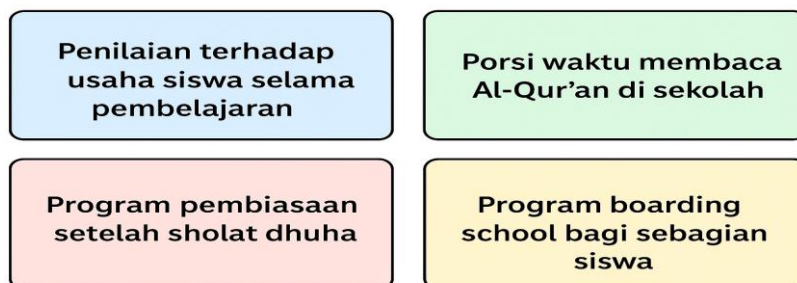 Penilaian terhadap
usaha siswa selama
pembelajaran
Porsi waktu membaca
Al-Qur’an di sekolah
Program pembiasaan
setelah sholat dhuha
Program boarding
school bagi sebagian
siswa